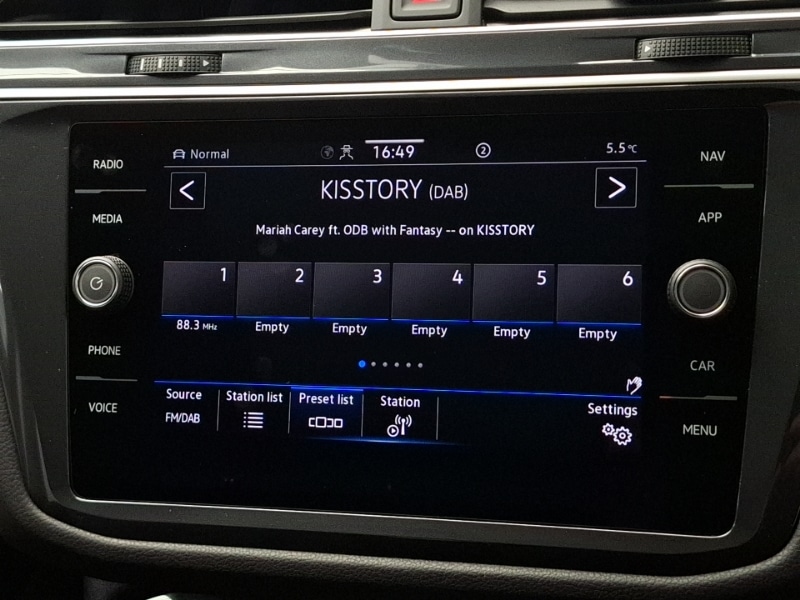 Normal 16:49 2 5.5°C
RADIO
NAV
KISSTORY (DAB)
MEDIA
APP
Mariah Carey ft. ODB with Fantasy -- on KISSTORY
1 2 3 4 5 6
88.3 MHz Empty Empty Empty Empty Empty
PHONE
CAR
VOICE
MENU
Source Station list Preset list Station Settings
FM/DAB